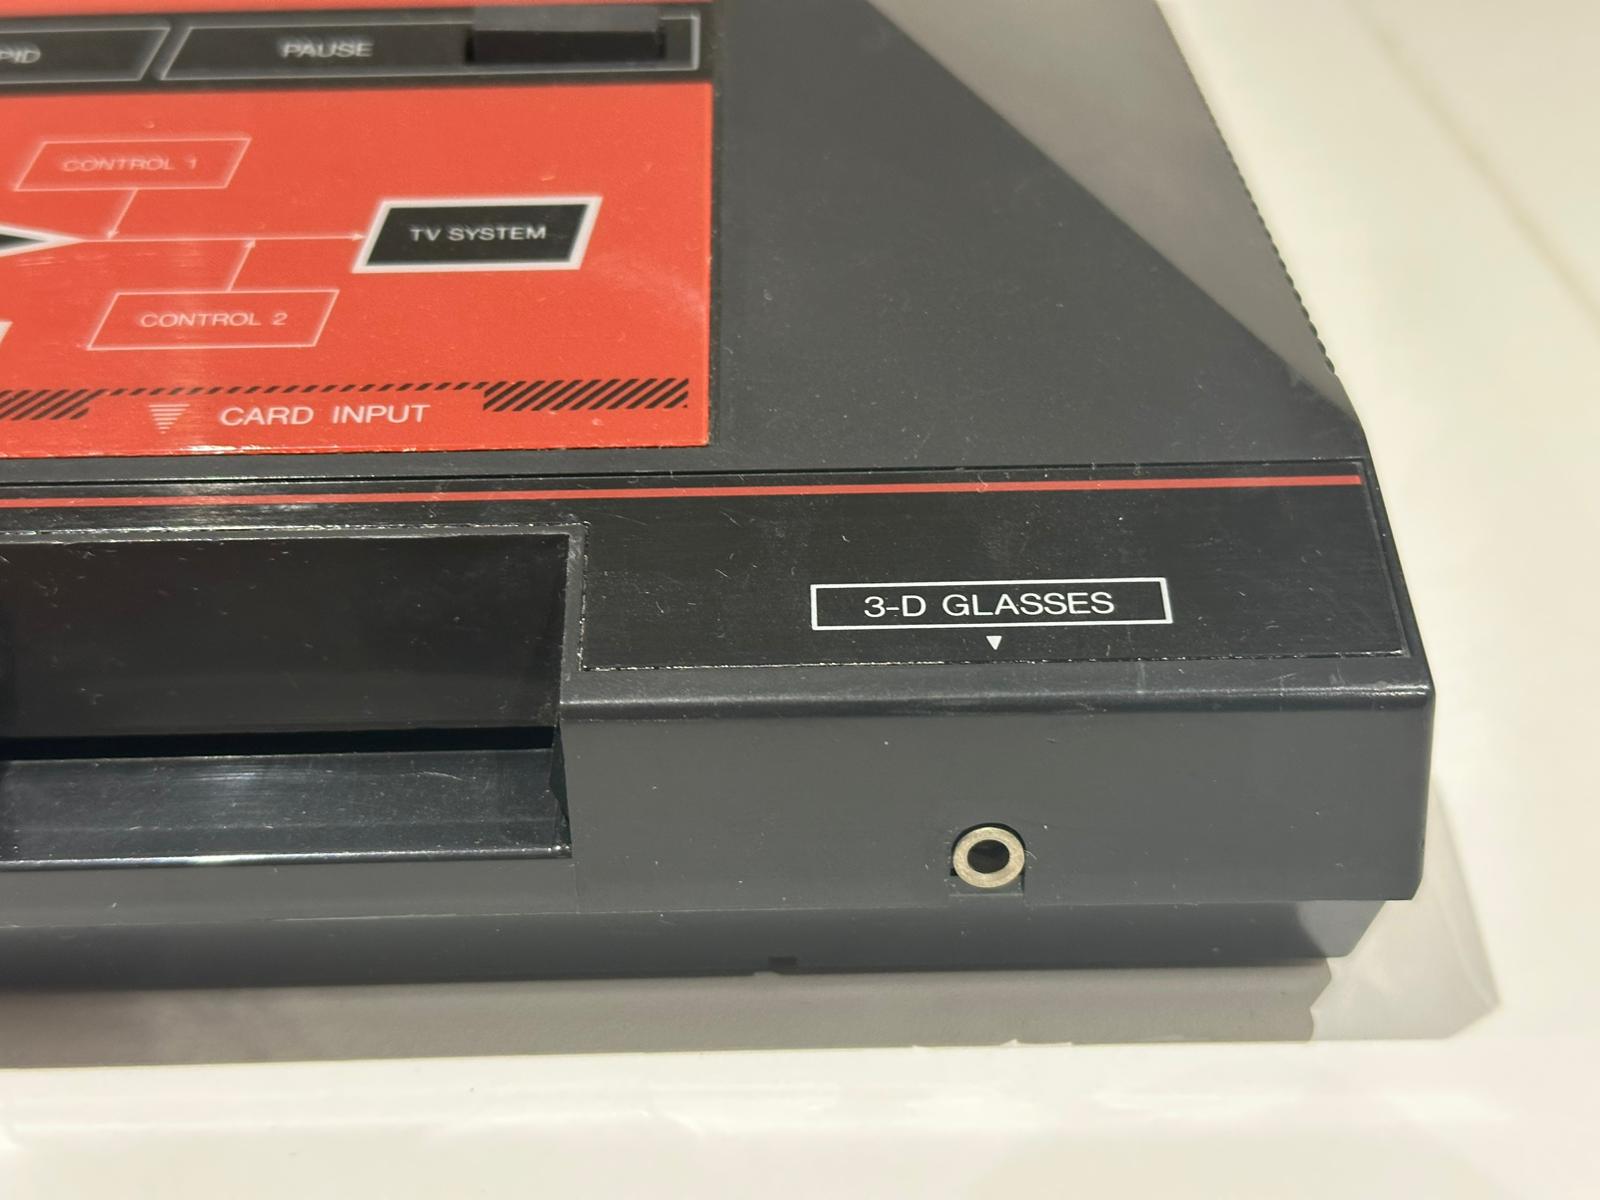 PAUSE
CONTROL 1
TV SYSTEM
CONTROL 2
CARD INPUT
3-D GLASSES